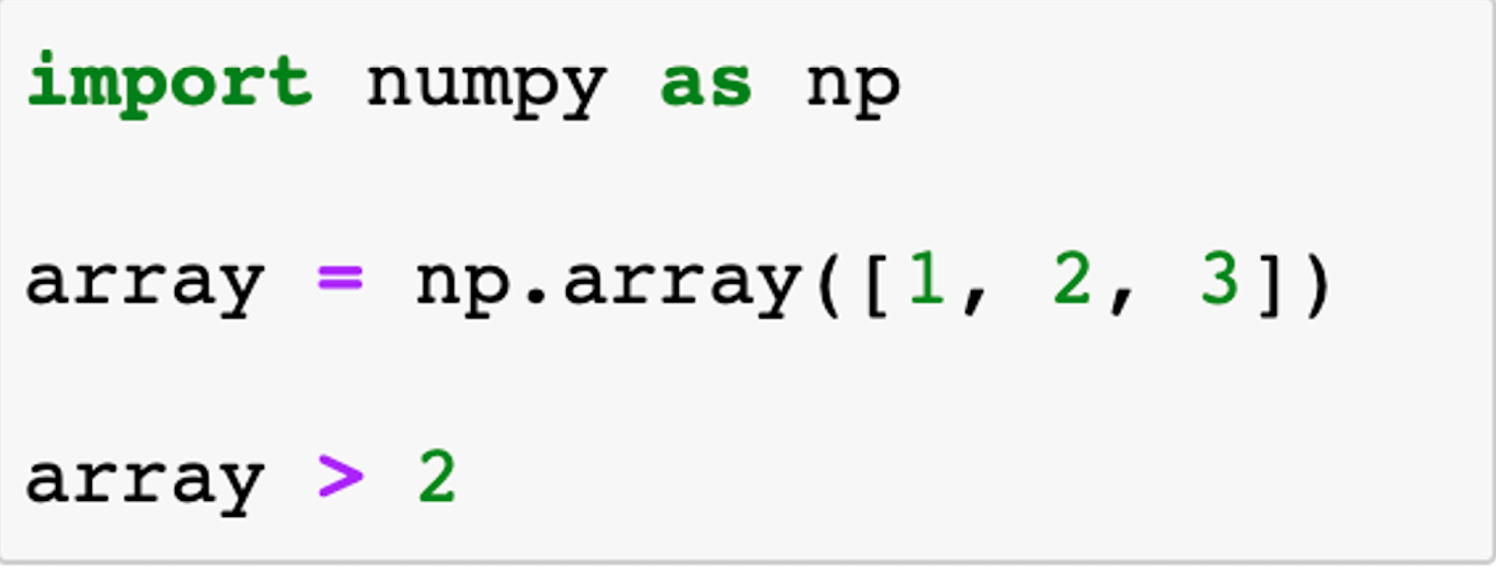 import numpy as np
array = np.array([1, 2, 3])
array > 2